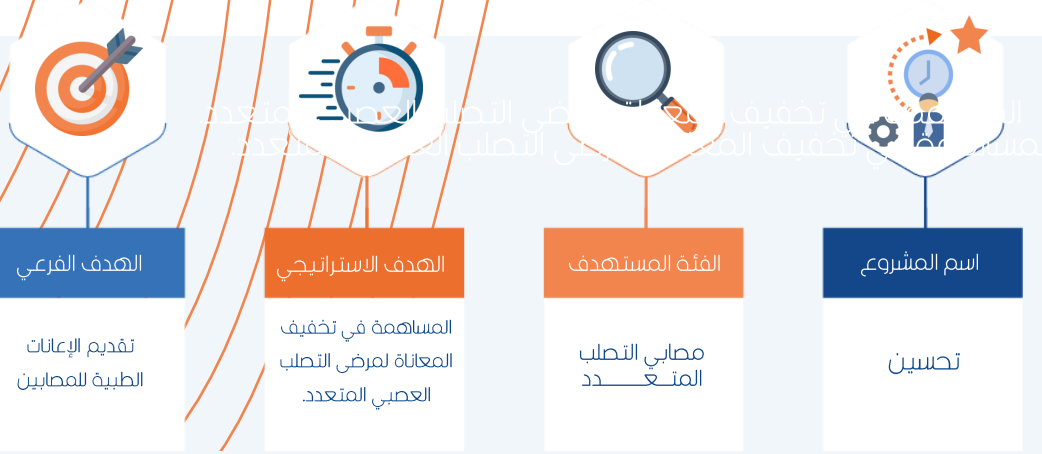 اسم المشروع
تحسين
الفئة المستهدف
مصابي التصلب
المتـــعـــــــدد
الهدف الاستراتيجي
المساهمة في تخفيف
المعاناة لمرضى التصلب
العصبي المتعدد.
الهدف الفرعي
تقديم الإعانات
الطبية للمصابين